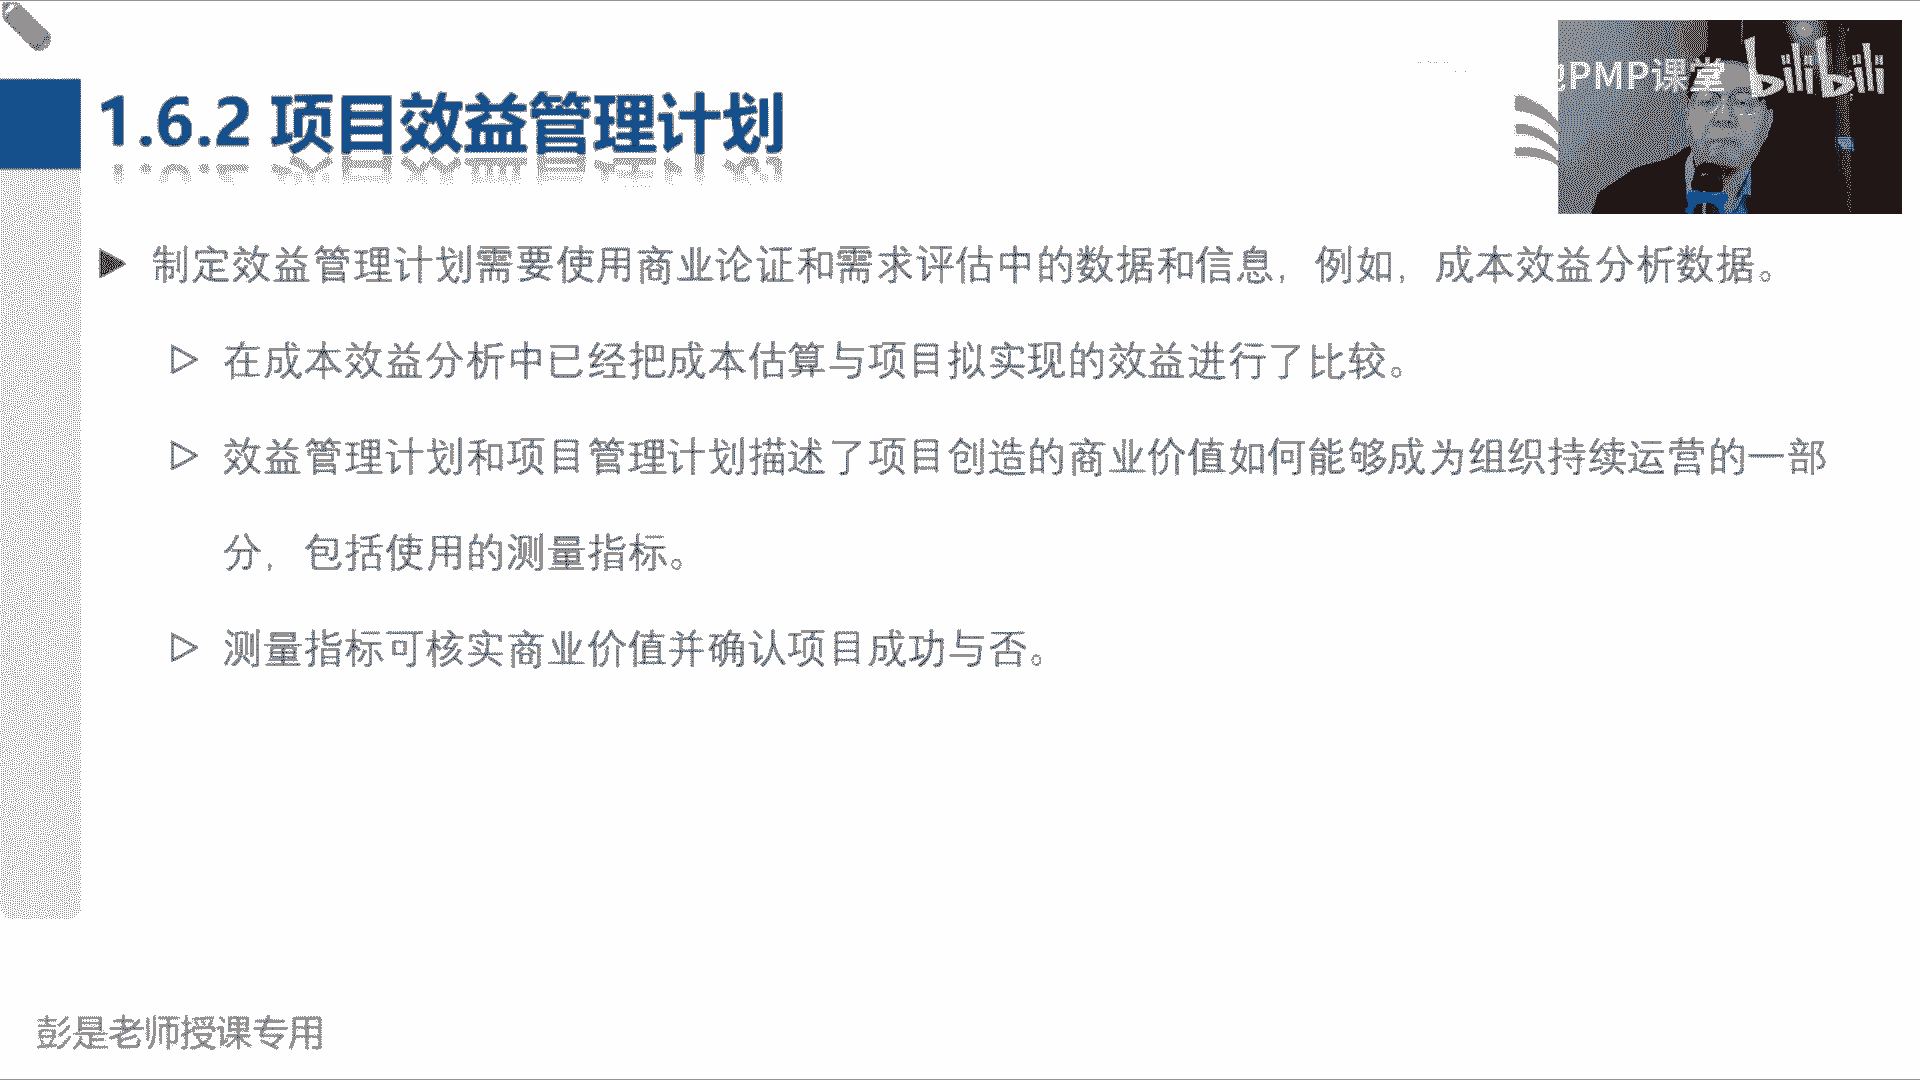 PMP课堂 bilibili
1.6.2 项目效益管理计划
制定效益管理计划需要使用商业论证和需求评估中的数据和信息，例如，成本效益分析数据。
在成本效益分析中已经把成本估算与项目拟实现的效益进行了比较。
效益管理计划和项目管理计划描述了项目创造的商业价值如何能够成为组织持续运营的一部
分，包括使用的测量指标。
测量指标可核实商业价值并确认项目成功与否。
彭是老师授课专用